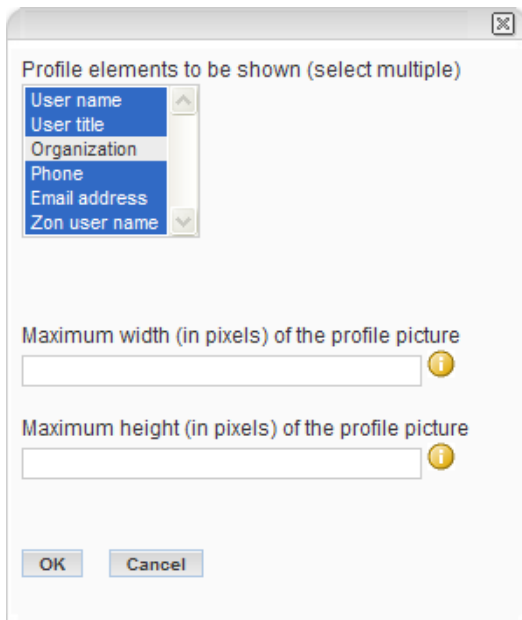 Profile elements to be shown (select multiple)
User name
User title
Organization
Phone
Email address
Zon user name
Maximum width (in pixels) of the profile picture
Maximum height (in pixels) of the profile picture
OK Cancel